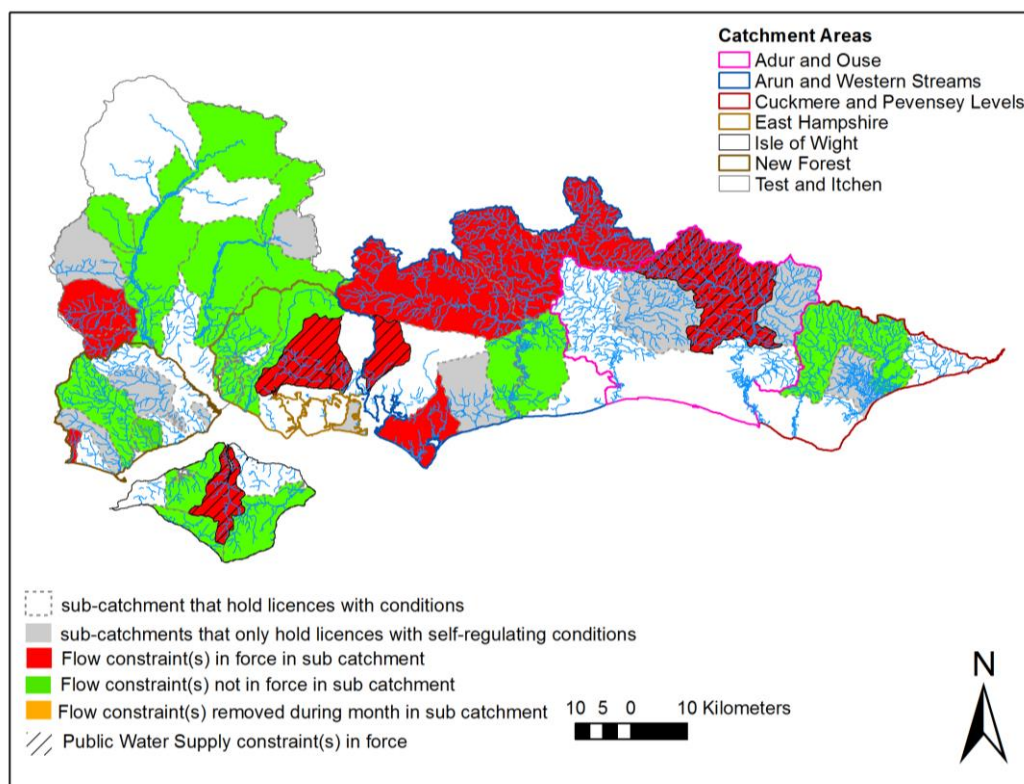 Catchment Areas
Adur and Ouse
Arun and Western Streams
Cuckmere and Pevensey Levels
East Hampshire
Isle of Wight
New Forest
Test and Itchen
sub-catchment that hold licences with conditions
sub-catchments that only hold licences with self-regulating conditions
Flow constraint(s) in force in sub catchment
Flow constraint(s) not in force in sub catchment
Flow constraint(s) removed during month in sub catchment
Public Water Supply constraint(s) in force
10 5 0 10 Kilometers
N